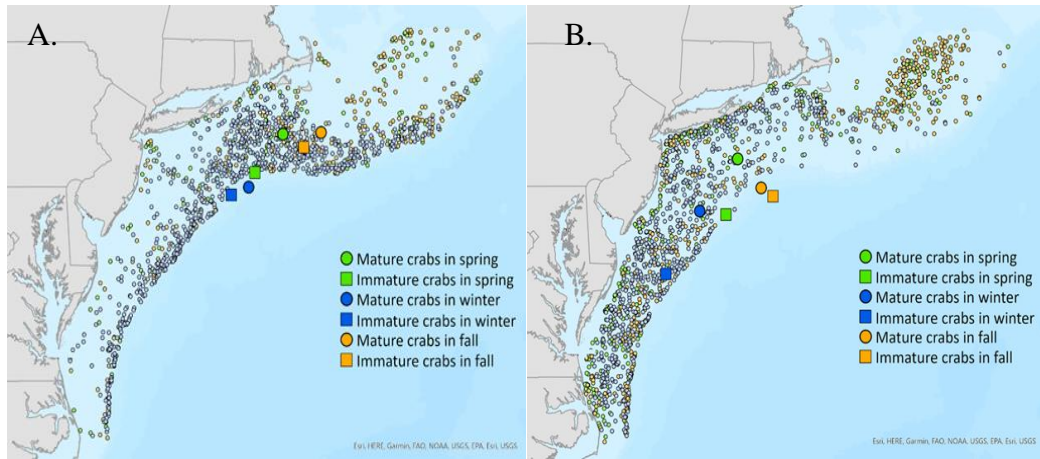 A.
Mature crabs in spring
Immature crabs in spring
Mature crabs in winter
Immature crabs in winter
Mature crabs in fall
Immature crabs in fall
Esri, HERE, Garmin, FAO, NOAA, USGS, EPA, Esri, USGS
B.
Mature crabs in spring
Immature crabs in spring
Mature crabs in winter
Immature crabs in winter
Mature crabs in fall
Immature crabs in fall
Esri, HERE, Garmin, FAO, NOAA, USGS, EPA, Esri, USGS